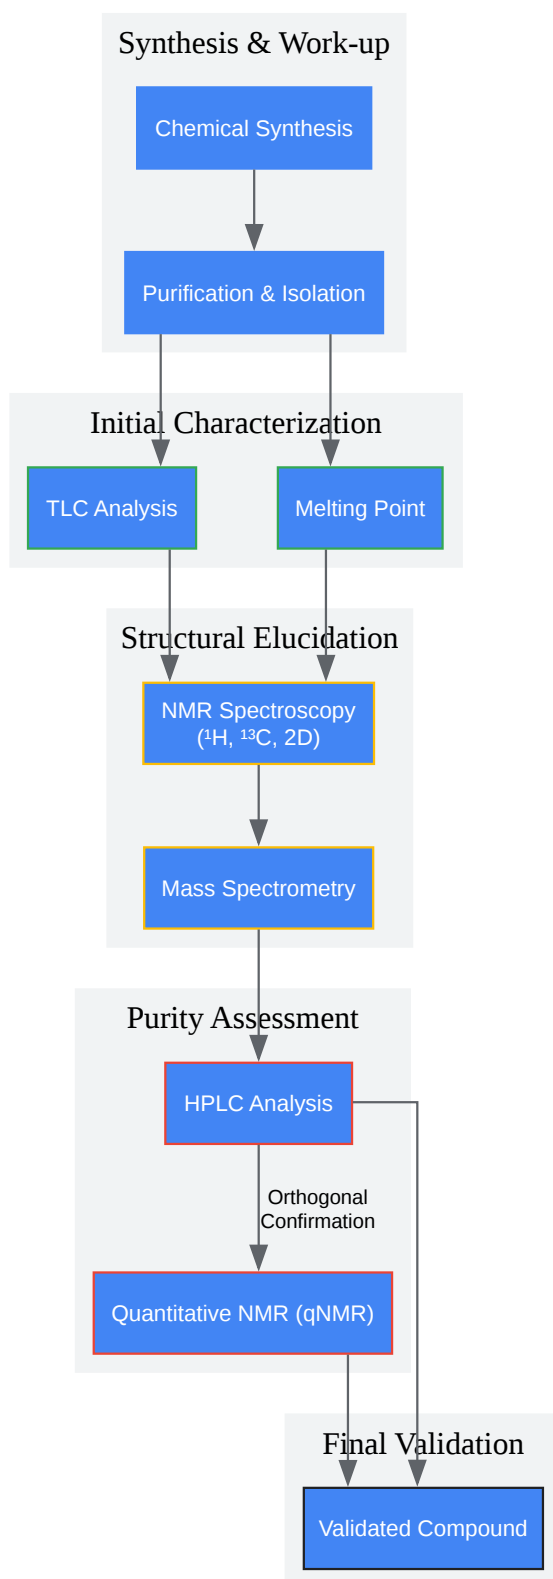 Synthesis & Work-up
Chemical Synthesis
Purification & Isolation
Initial Characterization
TLC Analysis
Melting Point
Structural Elucidation
NMR Spectroscopy
(¹H, ¹³C, 2D)
Mass Spectrometry
Purity Assessment
HPLC Analysis
Orthogonal
Confirmation
Quantitative NMR (qNMR)
Final Validation
Validated Compound